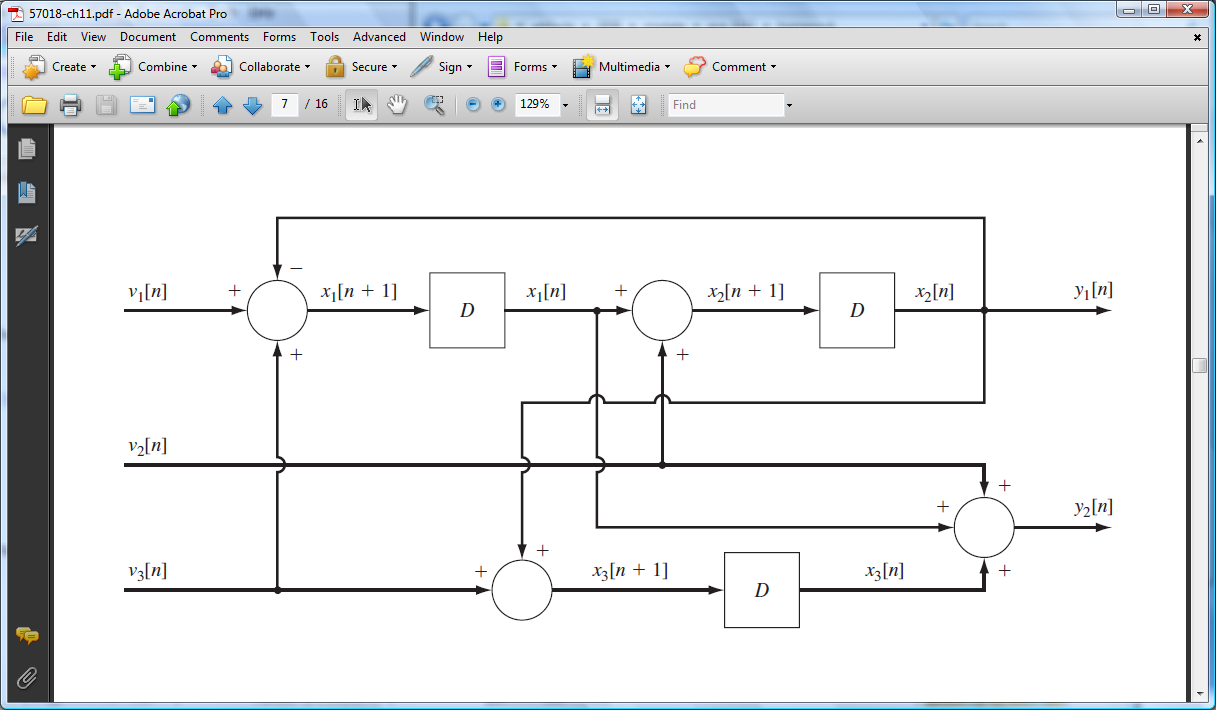 57018-ch11.pdf - Adobe Acrobat Pro
File Edit View Document Comments Forms Tools Advanced Window Help
Create Combine Collaborate Secure Sign Forms Multimedia Comment
7 / 16 129% Find
−
v₁[n] + x₁[n + 1] D x₁[n] + x₂[n + 1] D x₂[n] y₁[n]
+ +
v₂[n]
+
+ y₂[n]
+
v₃[n] + x₃[n + 1] D x₃[n] +